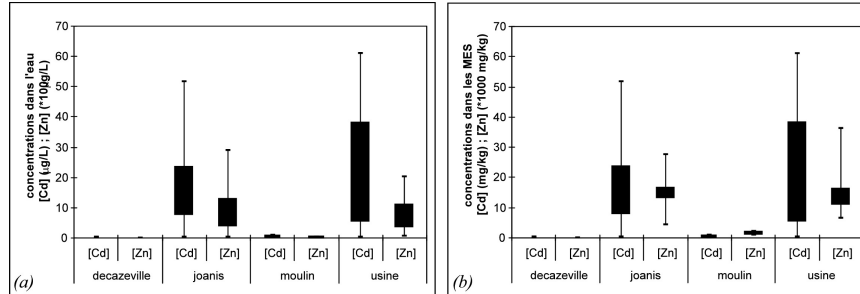 concentrations dans l'eau
[Cd] (µg/L) ; [Zn] (*100g/L)
70
60
50
40
30
20
10
0
[Cd] [Zn] [Cd] [Zn] [Cd] [Zn] [Cd] [Zn]
decazeville joanis moulin usine
(a)
concentrations dans les MES
[Cd] (mg/kg) ; [Zn] (*1000 mg/kg)
70
60
50
40
30
20
10
0
[Cd] [Zn] [Cd] [Zn] [Cd] [Zn] [Cd] [Zn]
decazeville joanis moulin usine
(b)